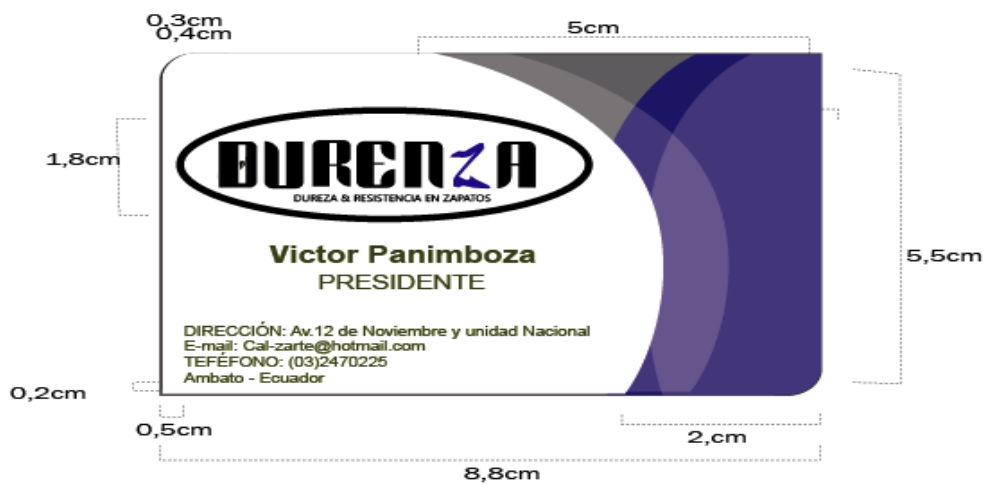 0,3cm
0,4cm
5cm
1,8cm
DURENZA
DUREZA & RESISTENCIA EN ZAPATOS
Victor Panimboza
PRESIDENTE
5,5cm
DIRECCIÓN: Av.12 de Noviembre y unidad Nacional
E-mail: Cal-zarte@hotmail.com
TEFÉFONO: (03)2470225
Ambato - Ecuador
0,2cm
0,5cm
2,cm
8,8cm